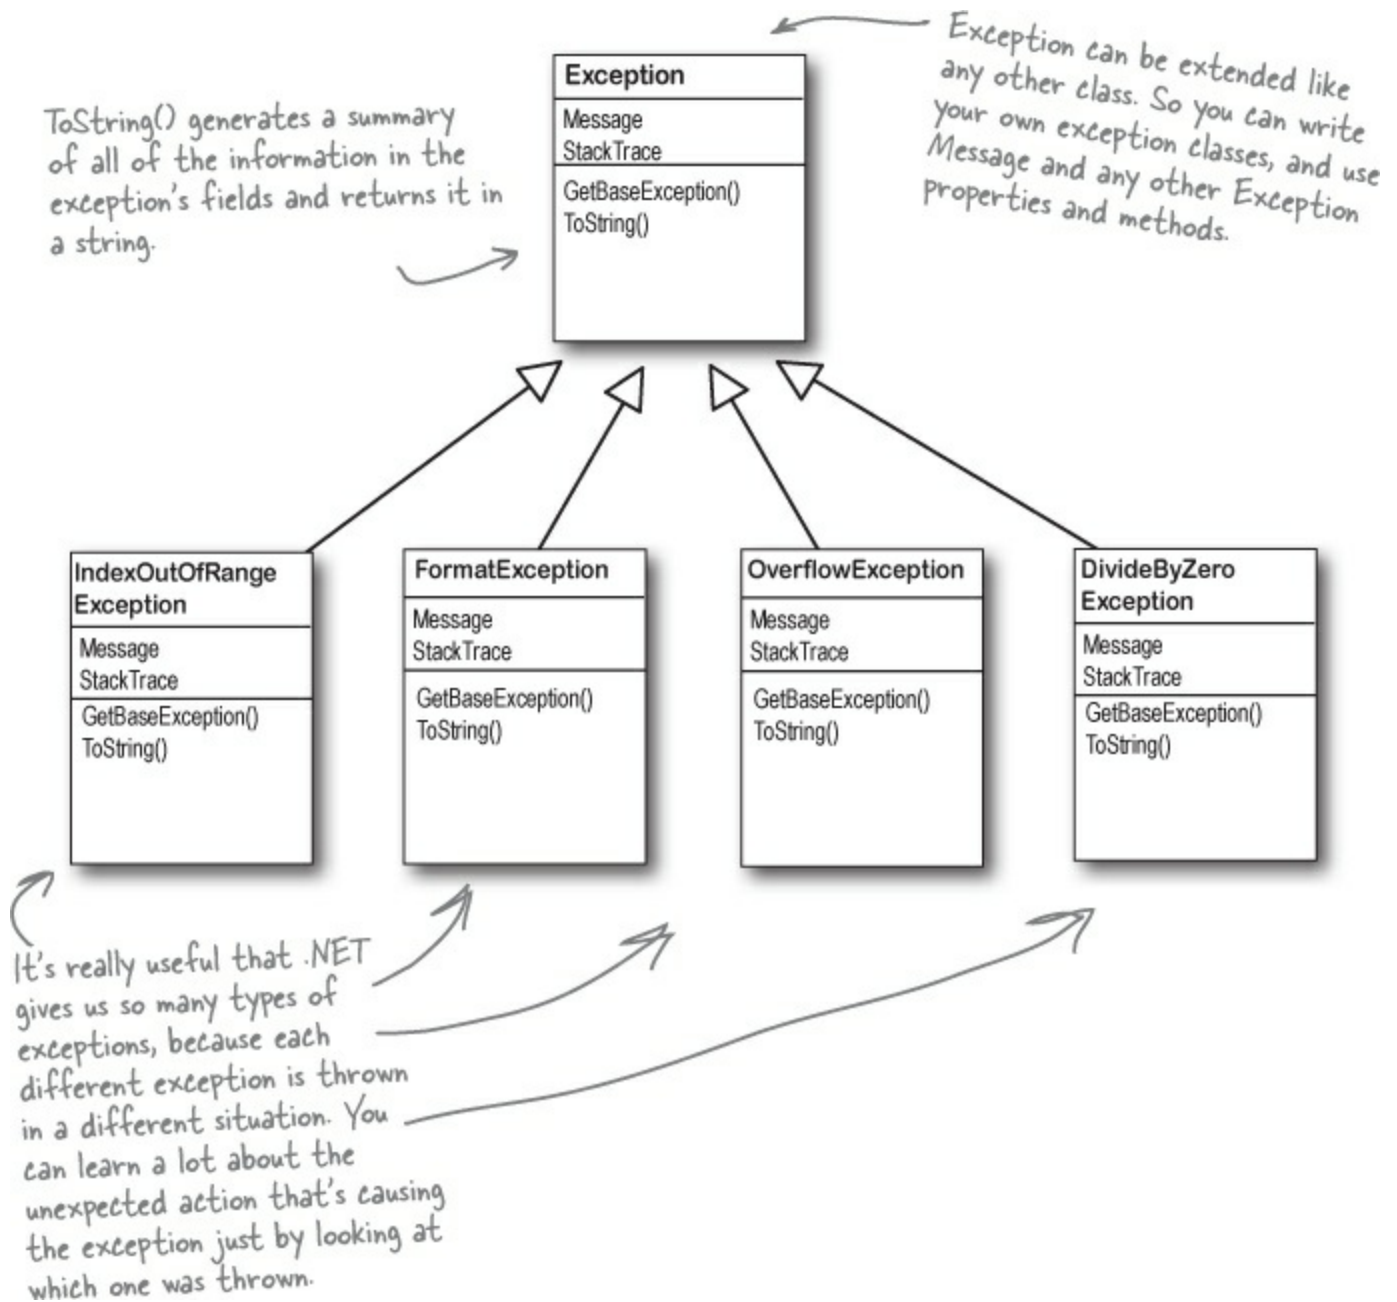 Exception can be extended like
any other class. So you can write
your own exception classes, and use
Message and any other Exception
properties and methods.
ToString() generates a summary
of all of the information in the
exception's fields and returns it in
a string.
Exception
Message
StackTrace
GetBaseException()
ToString()
IndexOutOfRange
Exception
Message
StackTrace
GetBaseException()
ToString()
FormatException
Message
StackTrace
GetBaseException()
ToString()
OverflowException
Message
StackTrace
GetBaseException()
ToString()
DivideByZero
Exception
Message
StackTrace
GetBaseException()
ToString()
It's really useful that .NET
gives us so many types of
exceptions, because each
different exception is thrown
in a different situation. You
can learn a lot about the
unexpected action that's causing
the exception just by looking at
which one was thrown.